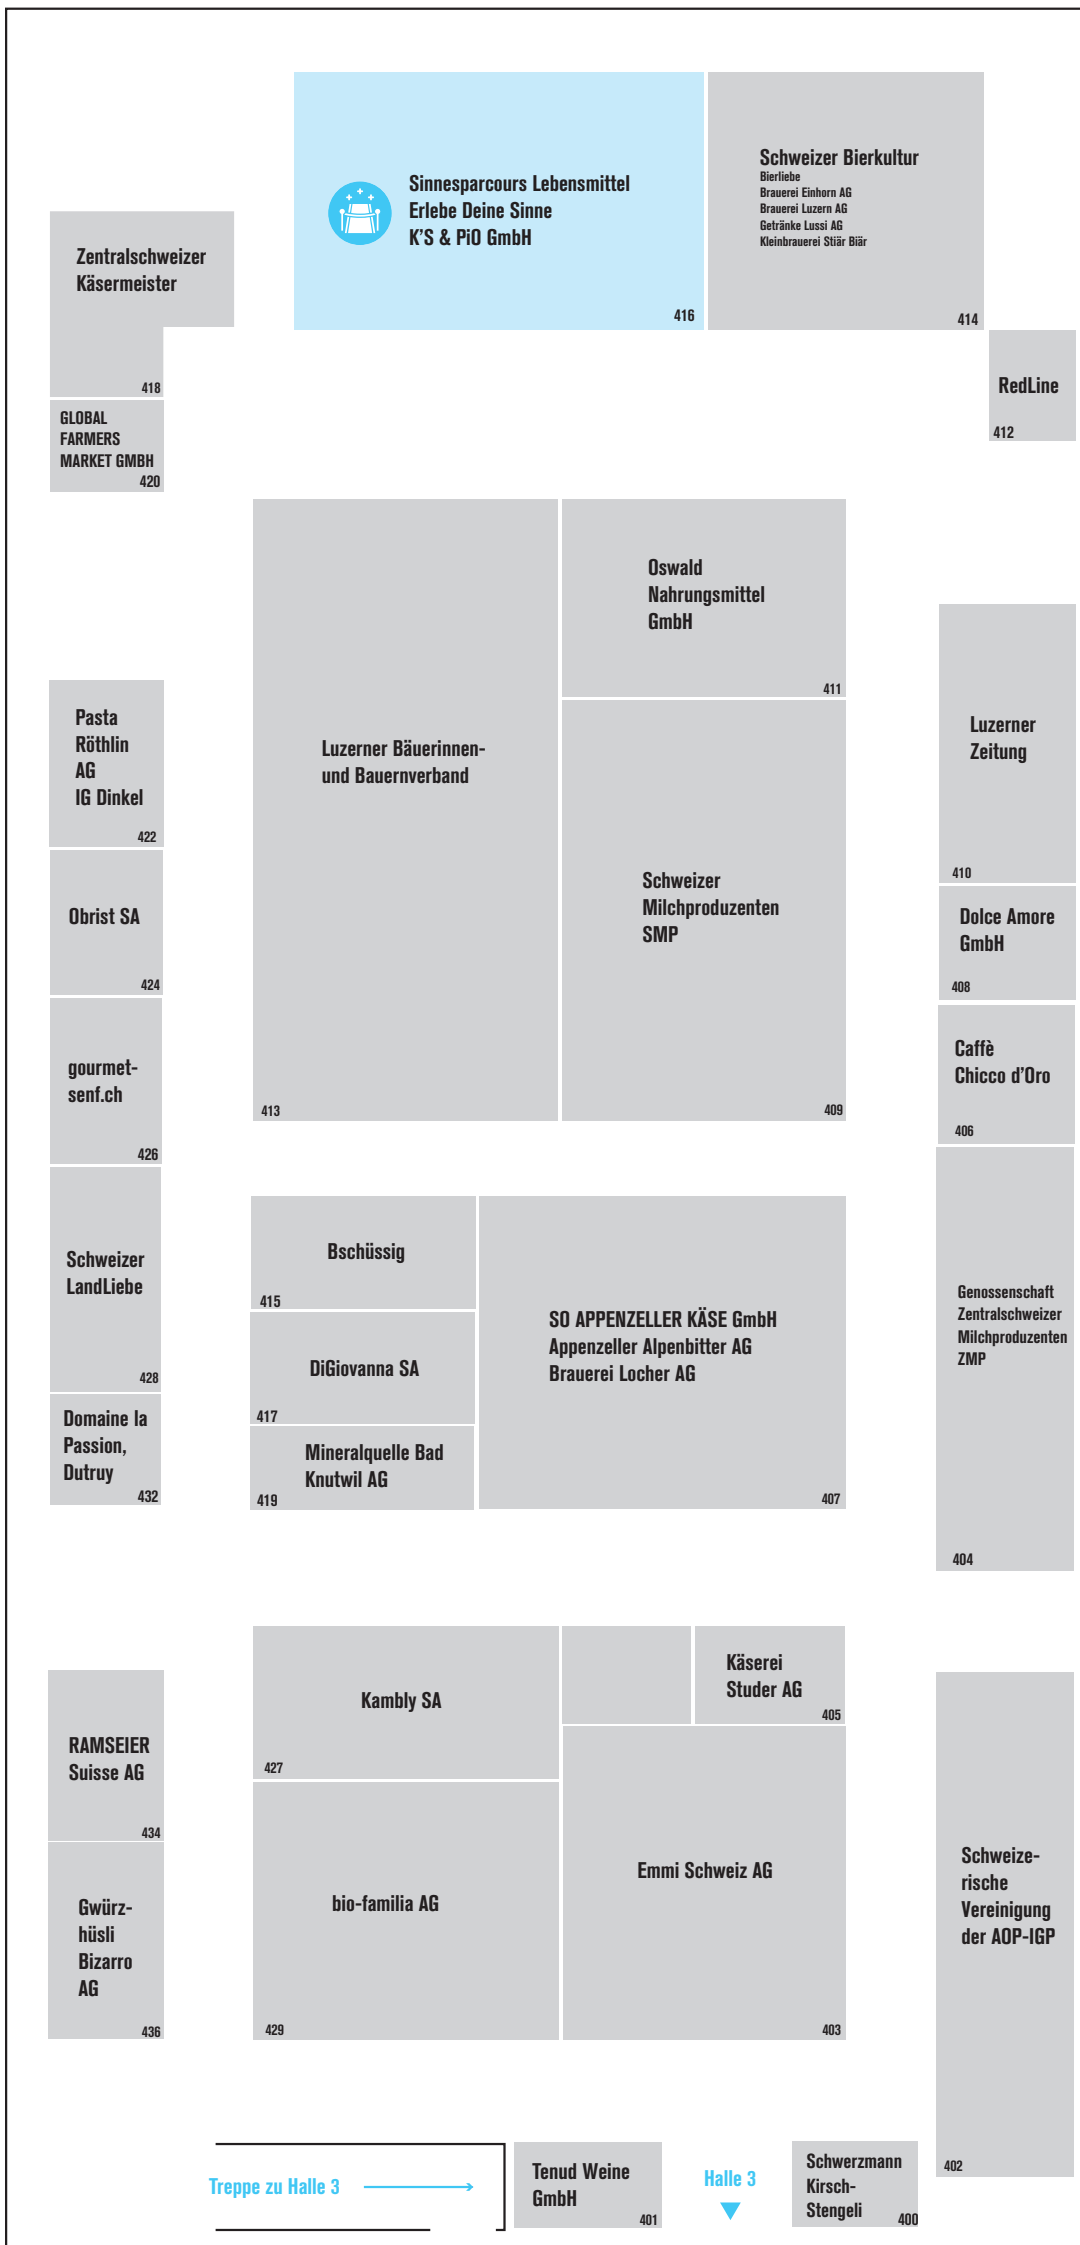 Sinnesparcours Lebensmittel
Erlebe Deine Sinne
K'S & PiO GmbH
416
Schweizer Bierkultur
Bierliebe
Brauerei Einhorn AG
Brauerei Luzern AG
Getränke Lussi AG
Kleinbrauerei Stiär Biär
414
Zentralschweizer
Käsermeister
418
RedLine
412
GLOBAL
FARMERS
MARKET GMBH
420
Oswald
Nahrungsmittel
GmbH
411
Luzerner Bäuerinnen-
und Bauernverband
413
Schweizer
Milchproduzenten
SMP
409
Luzerner
Zeitung
410
Pasta
Röthlin
AG
IG Dinkel
422
Obrist SA
424
Dolce Amore
GmbH
408
gourmet-
senf.ch
426
Caffè
Chicco d'Oro
406
Schweizer
LandLiebe
428
Bschüssig
415
DiGiovanna SA
417
Mineralquelle Bad
Knutwil AG
419
SO APPENZELLER KÄSE GmbH
Appenzeller Alpenbitter AG
Brauerei Locher AG
407
Genossenschaft
Zentralschweizer
Milchproduzenten
ZMP
404
Domaine la
Passion,
Dutruy
432
Kambly SA
427
Käserei
Studer AG
405
RAMSEIER
Suisse AG
434
bio-familia AG
429
Emmi Schweiz AG
403
Schweize-
rische
Vereinigung
der AOP-IGP
402
Gwürz-
hüsli
Bizarro
AG
436
Treppe zu Halle 3
Tenud Weine
GmbH
401
Halle 3
Schwerzmann
Kirsch-
Stengeli
400